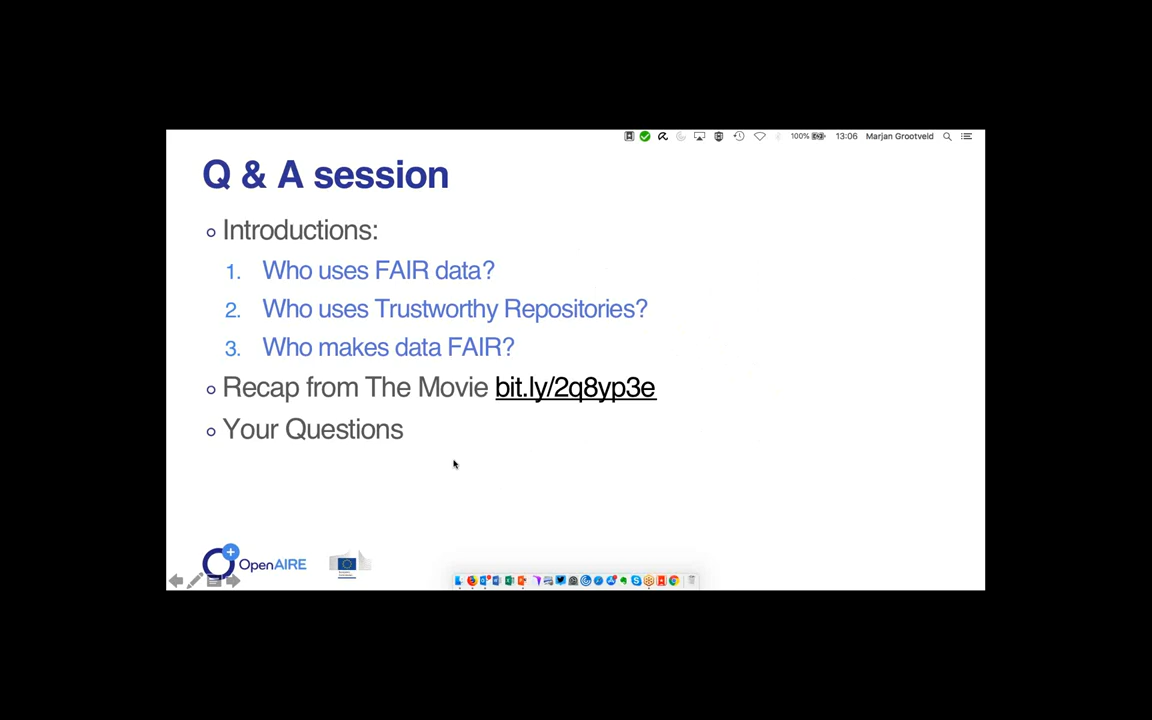 100% 13:06 Marjan Grootveld
Q & A session
Introductions:
1. Who uses FAIR data?
2. Who uses Trustworthy Repositories?
3. Who makes data FAIR?
Recap from The Movie bit.ly/2q8yp3e
Your Questions
OpenAIRE